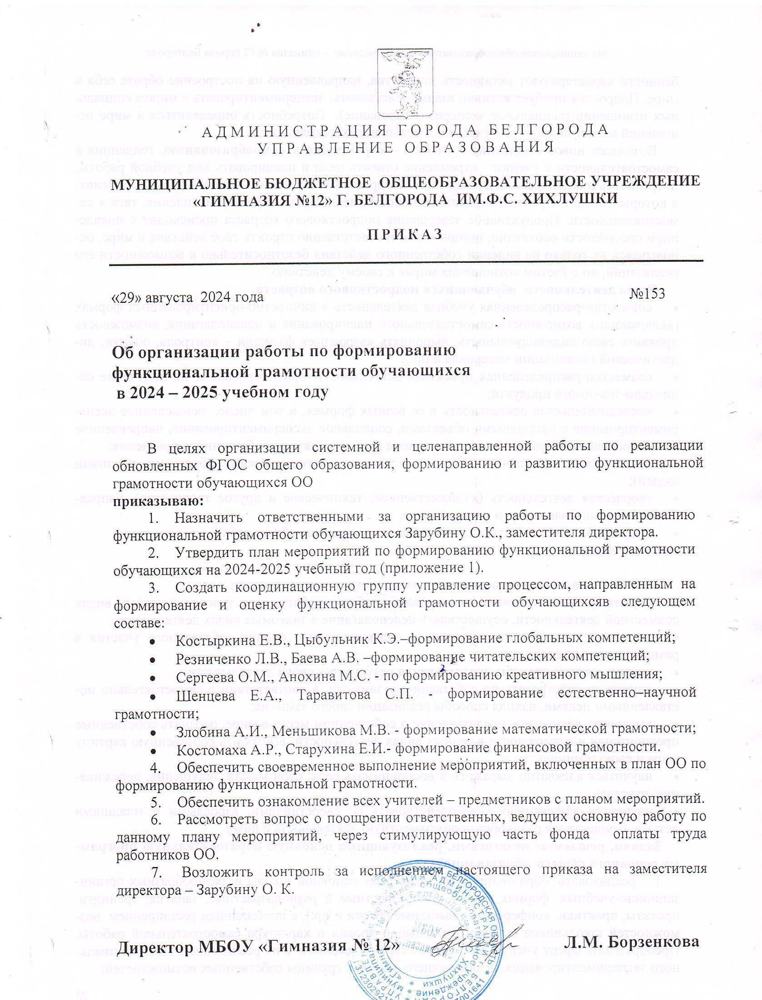 АДМИНИСТРАЦИЯ ГОРОДА БЕЛГОРОДА
УПРАВЛЕНИЕ ОБРАЗОВАНИЯ
МУНИЦИПАЛЬНОЕ БЮДЖЕТНОЕ ОБЩЕОБРАЗОВАТЕЛЬНОЕ УЧРЕЖДЕНИЕ
«ГИМНАЗИЯ №12» Г. БЕЛГОРОДА ИМ.Ф.С. ХИХЛУШКИ
ПРИКАЗ
«29» августа 2024 года №153
Об организации работы по формированию
функциональной грамотности обучающихся
в 2024 – 2025 учебном году
В целях организации системной и целенаправленной работы по реализации
обновленных ФГОС общего образования, формированию и развитию функциональной
грамотности обучающихся ОО
приказываю:
1. Назначить ответственными за организацию работы по формированию
функциональной грамотности обучающихся Зарубину О.К., заместителя директора.
2. Утвердить план мероприятий по формированию функциональной грамотности
обучающихся на 2024-2025 учебный год (приложение 1).
3. Создать координационную группу управление процессом, направленным на
формирование и оценку функциональной грамотности обучающихсяв следующем
составе:
• Костыркина Е.В., Цыбульник К.Э.–формирование глобальных компетенций;
• Резниченко Л.В., Баева А.В. –формирование читательских компетенций;
• Сергеева О.М., Анохина М.С. - по формированию креативного мышления;
• Шенцева Е.А., Таравитова С.П. - формирование естественно–научной
грамотности;
• Злобина А.И., Меньшикова М.В. - формирование математической грамотности;
• Костомаха А.Р., Старухина Е.И.- формирование финансовой грамотности.
4. Обеспечить своевременное выполнение мероприятий, включенных в план ОО по
формированию функциональной грамотности.
5. Обеспечить ознакомление всех учителей – предметников с планом мероприятий.
6. Рассмотреть вопрос о поощрении ответственных, ведущих основную работу по
данному плану мероприятий, через стимулирующую часть фонда оплаты труда
работников ОО.
7. Возложить контроль за исполнением настоящего приказа на заместителя
директора – Зарубину О. К.
Директор МБОУ «Гимназия № 12» Л.М. Борзенкова
МБОУ